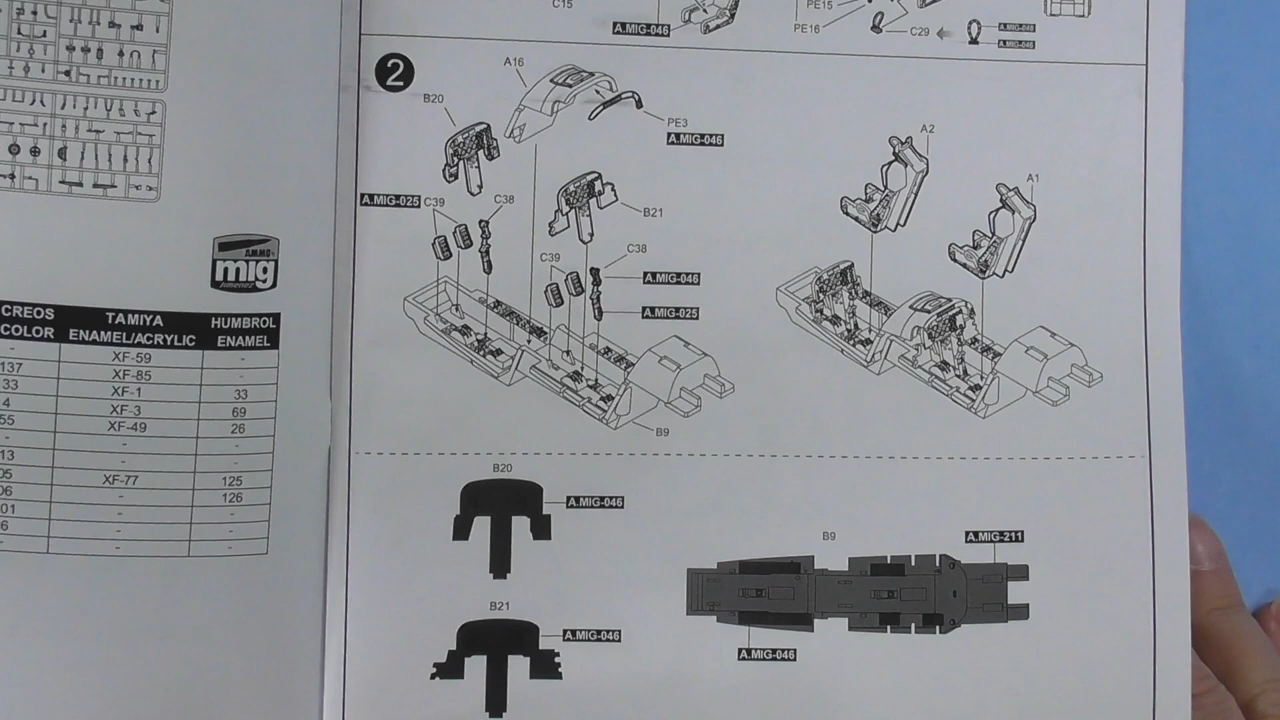 AMMO
mig
Jimenez
CREOS COLOR TAMIYA ENAMEL/ACRYLIC HUMBROL ENAMEL
- XF-59 -
137 XF-85 -
33 XF-1 33
4 XF-3 69
55 XF-49 26
- - -
13 - -
05 XF-77 125
06 - 126
01 - -
6 - -
- - -
C15
A.MIG-046
PE15
PE16
C29
A.MIG-046
A.MIG-046
2
A16
B20
PE3
A.MIG-046
A2
A1
A.MIG-025
C39
C38
B21
C39
C38
A.MIG-046
A.MIG-025
B9
B20
A.MIG-046
B9
A.MIG-211
B21
A.MIG-046
A.MIG-046